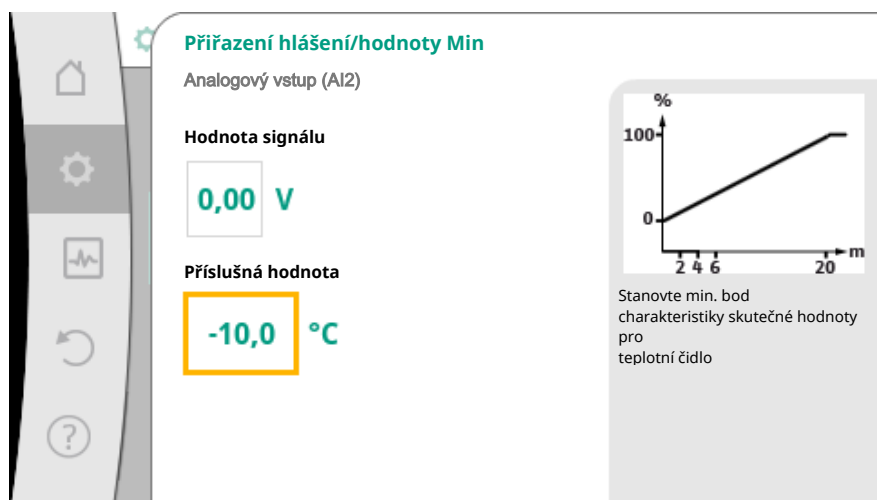 Přiřazení hlášení/hodnoty Min
Analogový vstup (AI2)
Hodnota signálu
0,00 V
Příslušná hodnota
-10,0 °C
%
100
0
2 4 6 20 m
Stanovte min. bod
charakteristiky skutečné hodnoty
pro
teplotní čidlo
?